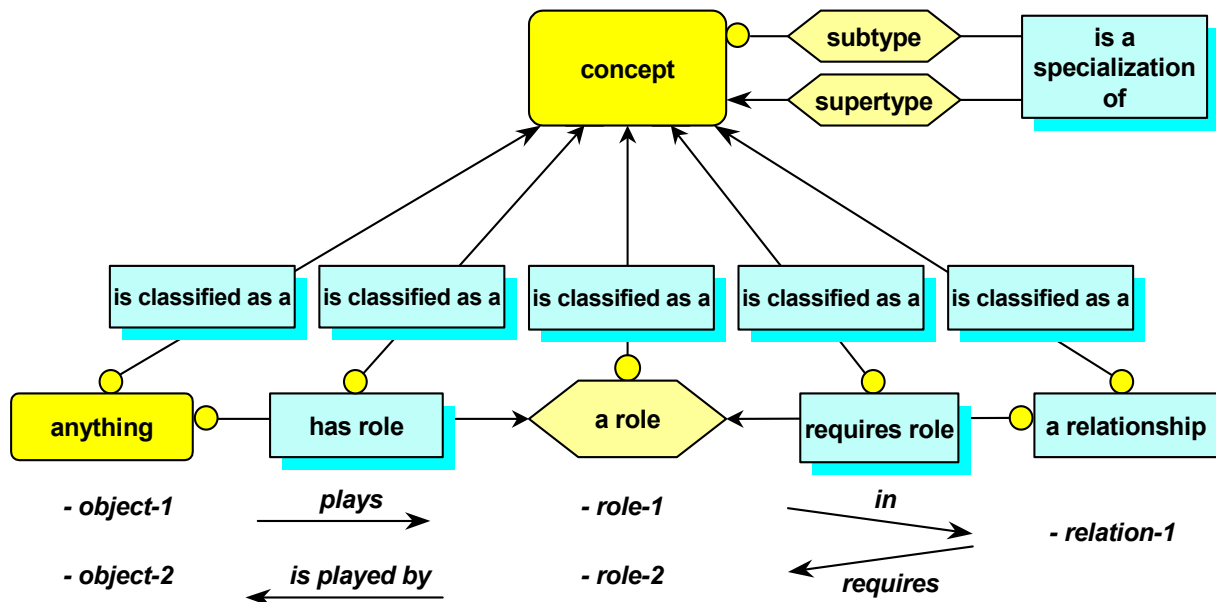 concept
subtype
supertype
is a
specialization
of
is classified as a
is classified as a
is classified as a
is classified as a
is classified as a
anything
has role
a role
requires role
a relationship
- object-1
plays
- role-1
in
- relation-1
- object-2
is played by
- role-2
requires